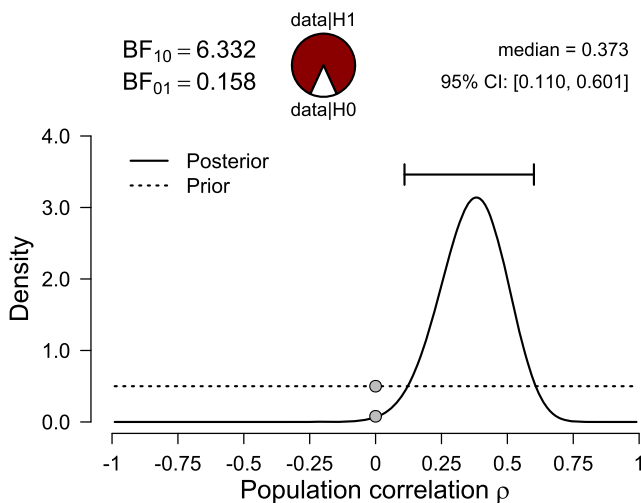 data|H1
BF10 = 6.332
BF01 = 0.158
data|H0
median = 0.373
95% CI: [0.110, 0.601]
Posterior
Prior
Density
4.0
3.0
2.0
1.0
0.0
-1 -0.75 -0.5 -0.25 0 0.25 0.5 0.75 1
Population correlation ρ